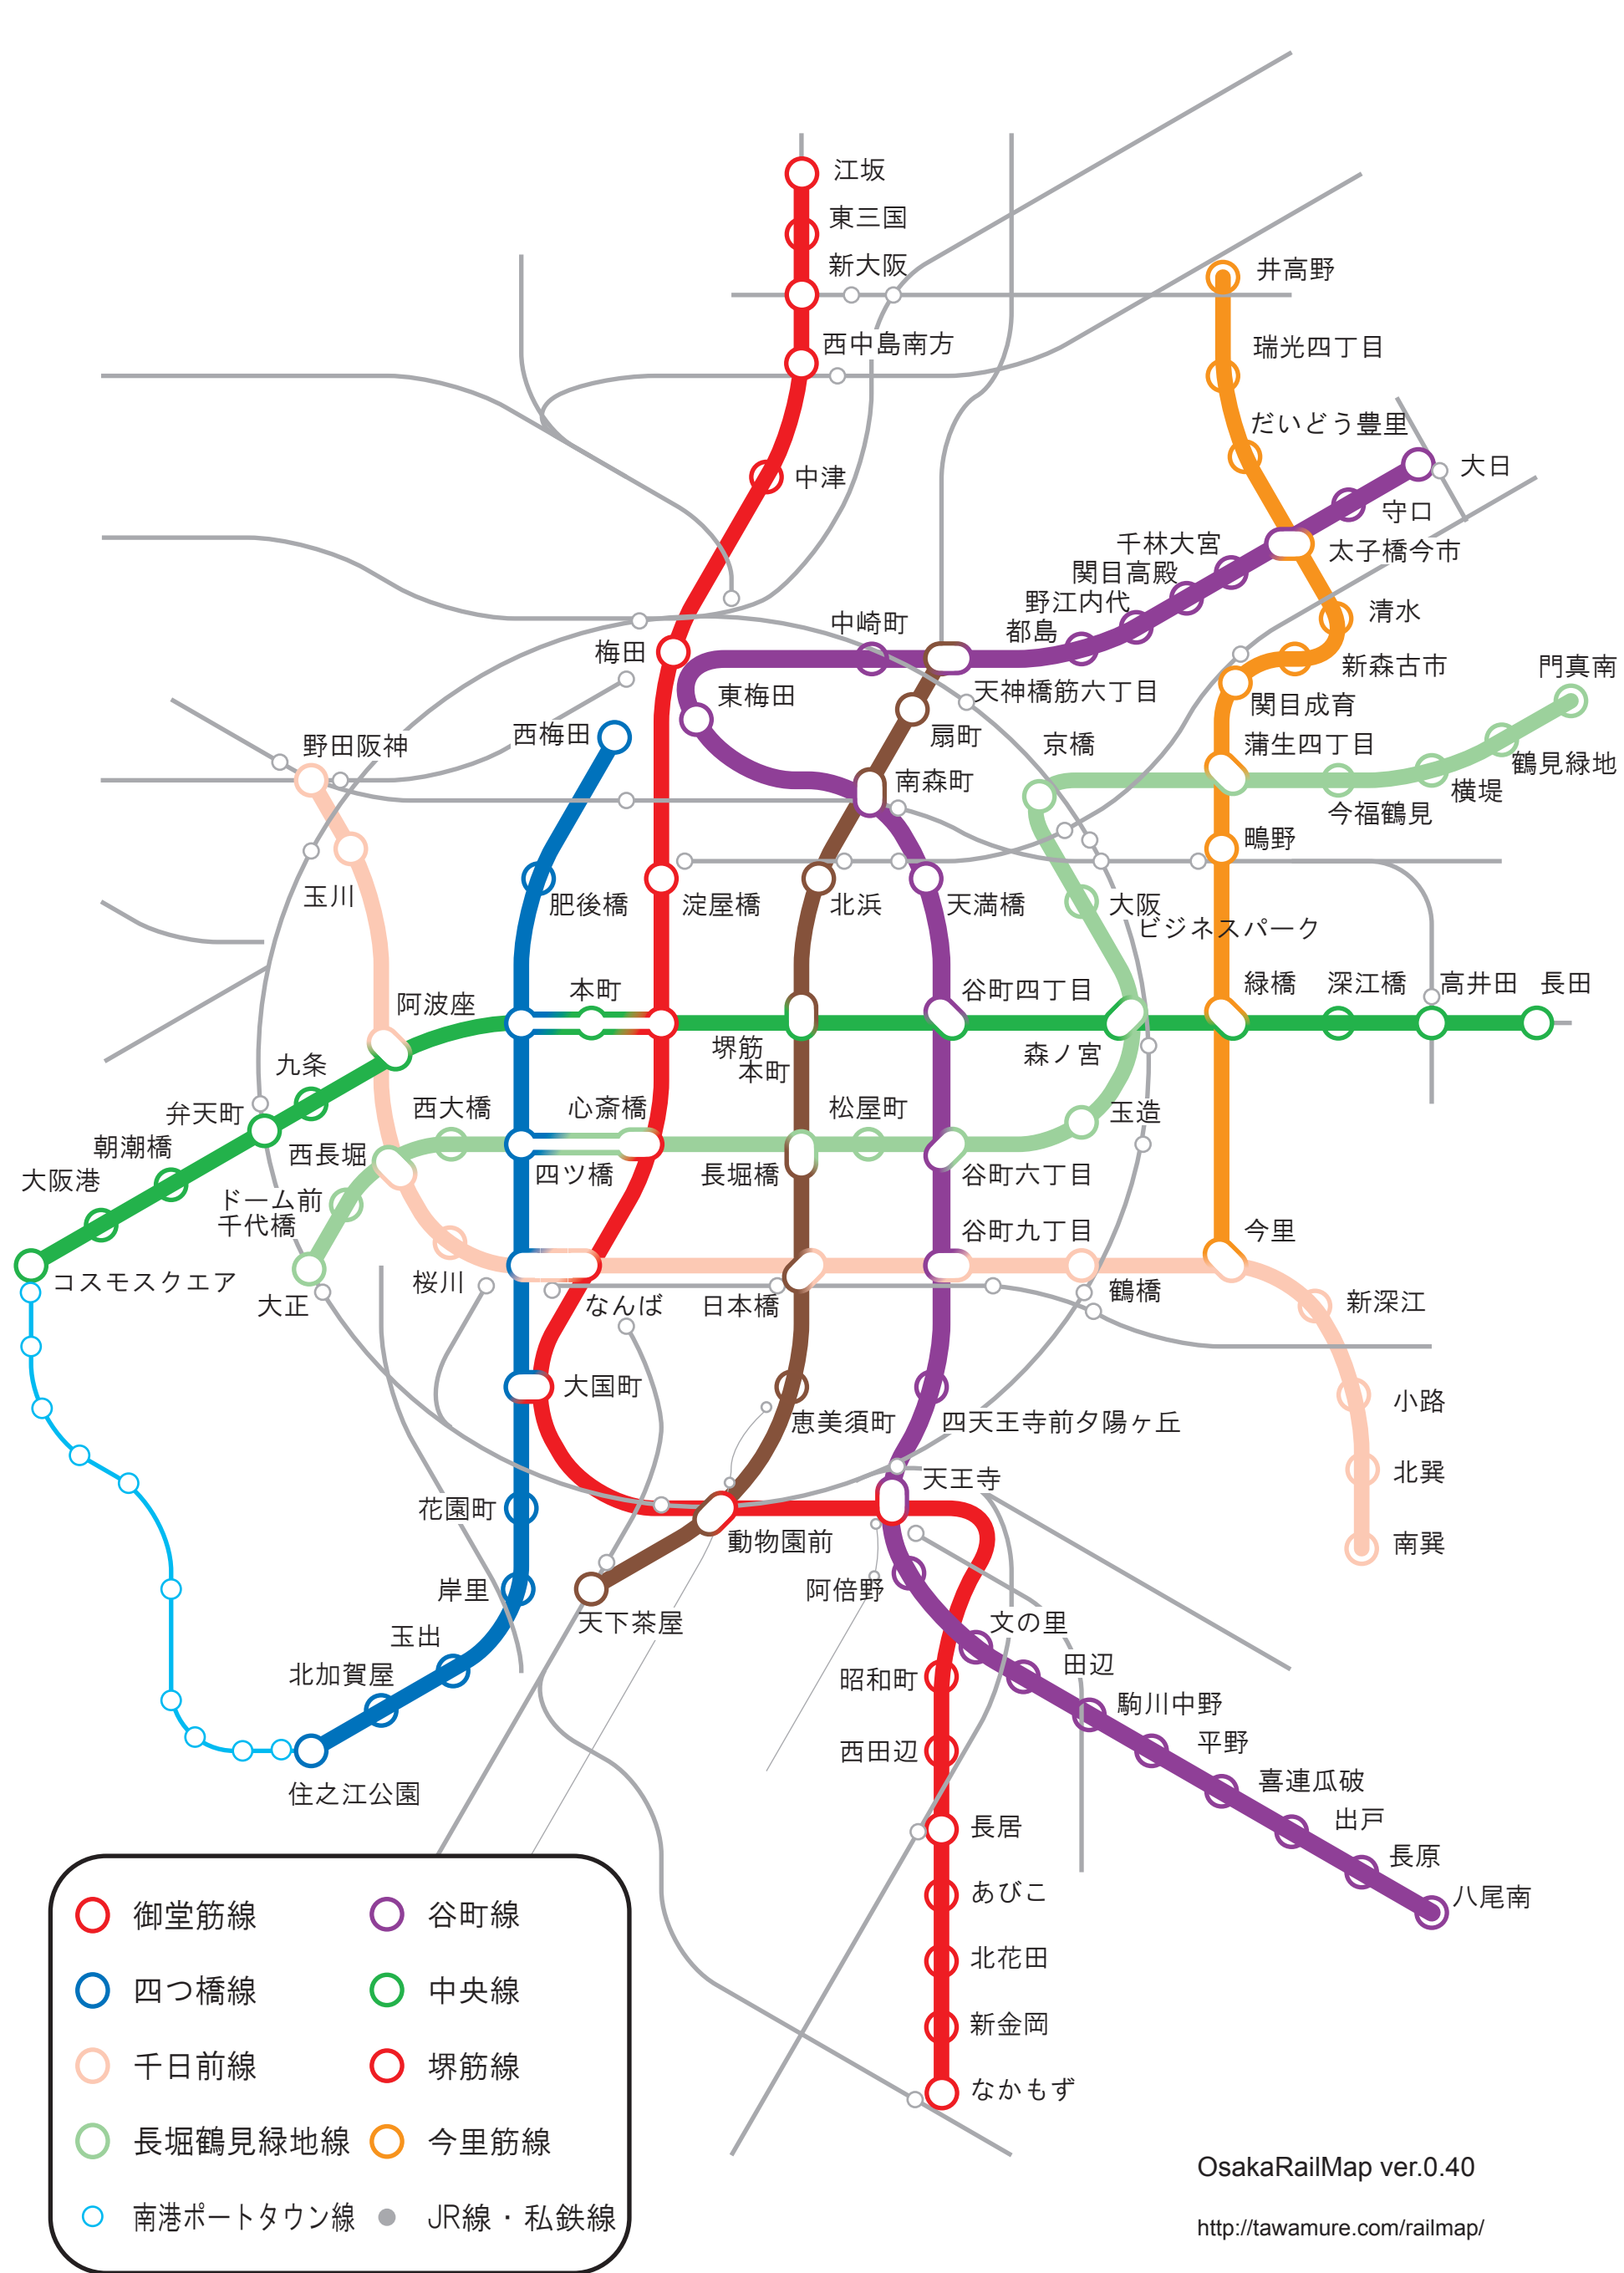 江坂
東三国
新大阪
井高野
西中島南方
瑞光四丁目
だいどう豊里
大日
中津
守口
千林大宮
太子橋今市
関目高殿
野江内代
清水
中崎町
都島
梅田
新森古市
門真南
東梅田
天神橋筋六丁目
関目成育
西梅田
扇町
京橋
蒲生四丁目
野田阪神
鶴見緑地
南森町
横堤
今福鶴見
鴫野
玉川
肥後橋
淀屋橋
北浜
天満橋
大阪
ビジネスパーク
本町
谷町四丁目
緑橋
深江橋
高井田
長田
阿波座
堺筋
本町
森ノ宮
九条
弁天町
西大橋
心斎橋
松屋町
玉造
朝潮橋
西長堀
大阪港
四ツ橋
長堀橋
谷町六丁目
ドーム前
千代橋
谷町九丁目
今里
コスモスクエア
桜川
大正
なんば
日本橋
鶴橋
新深江
大国町
小路
恵美須町
四天王寺前夕陽ヶ丘
北巽
天王寺
花園町
動物園前
南巽
岸里
阿倍野
天下茶屋
文の里
玉出
田辺
北加賀屋
昭和町
駒川中野
西田辺
平野
喜連瓜破
住之江公園
出戸
長居
長原
あびこ
八尾南
北花田
新金岡
なかもず
御堂筋線
谷町線
四つ橋線
中央線
千日前線
堺筋線
長堀鶴見緑地線
今里筋線
南港ポートタウン線
JR線・私鉄線
OsakaRailMap ver.0.40
http://tawamure.com/railmap/